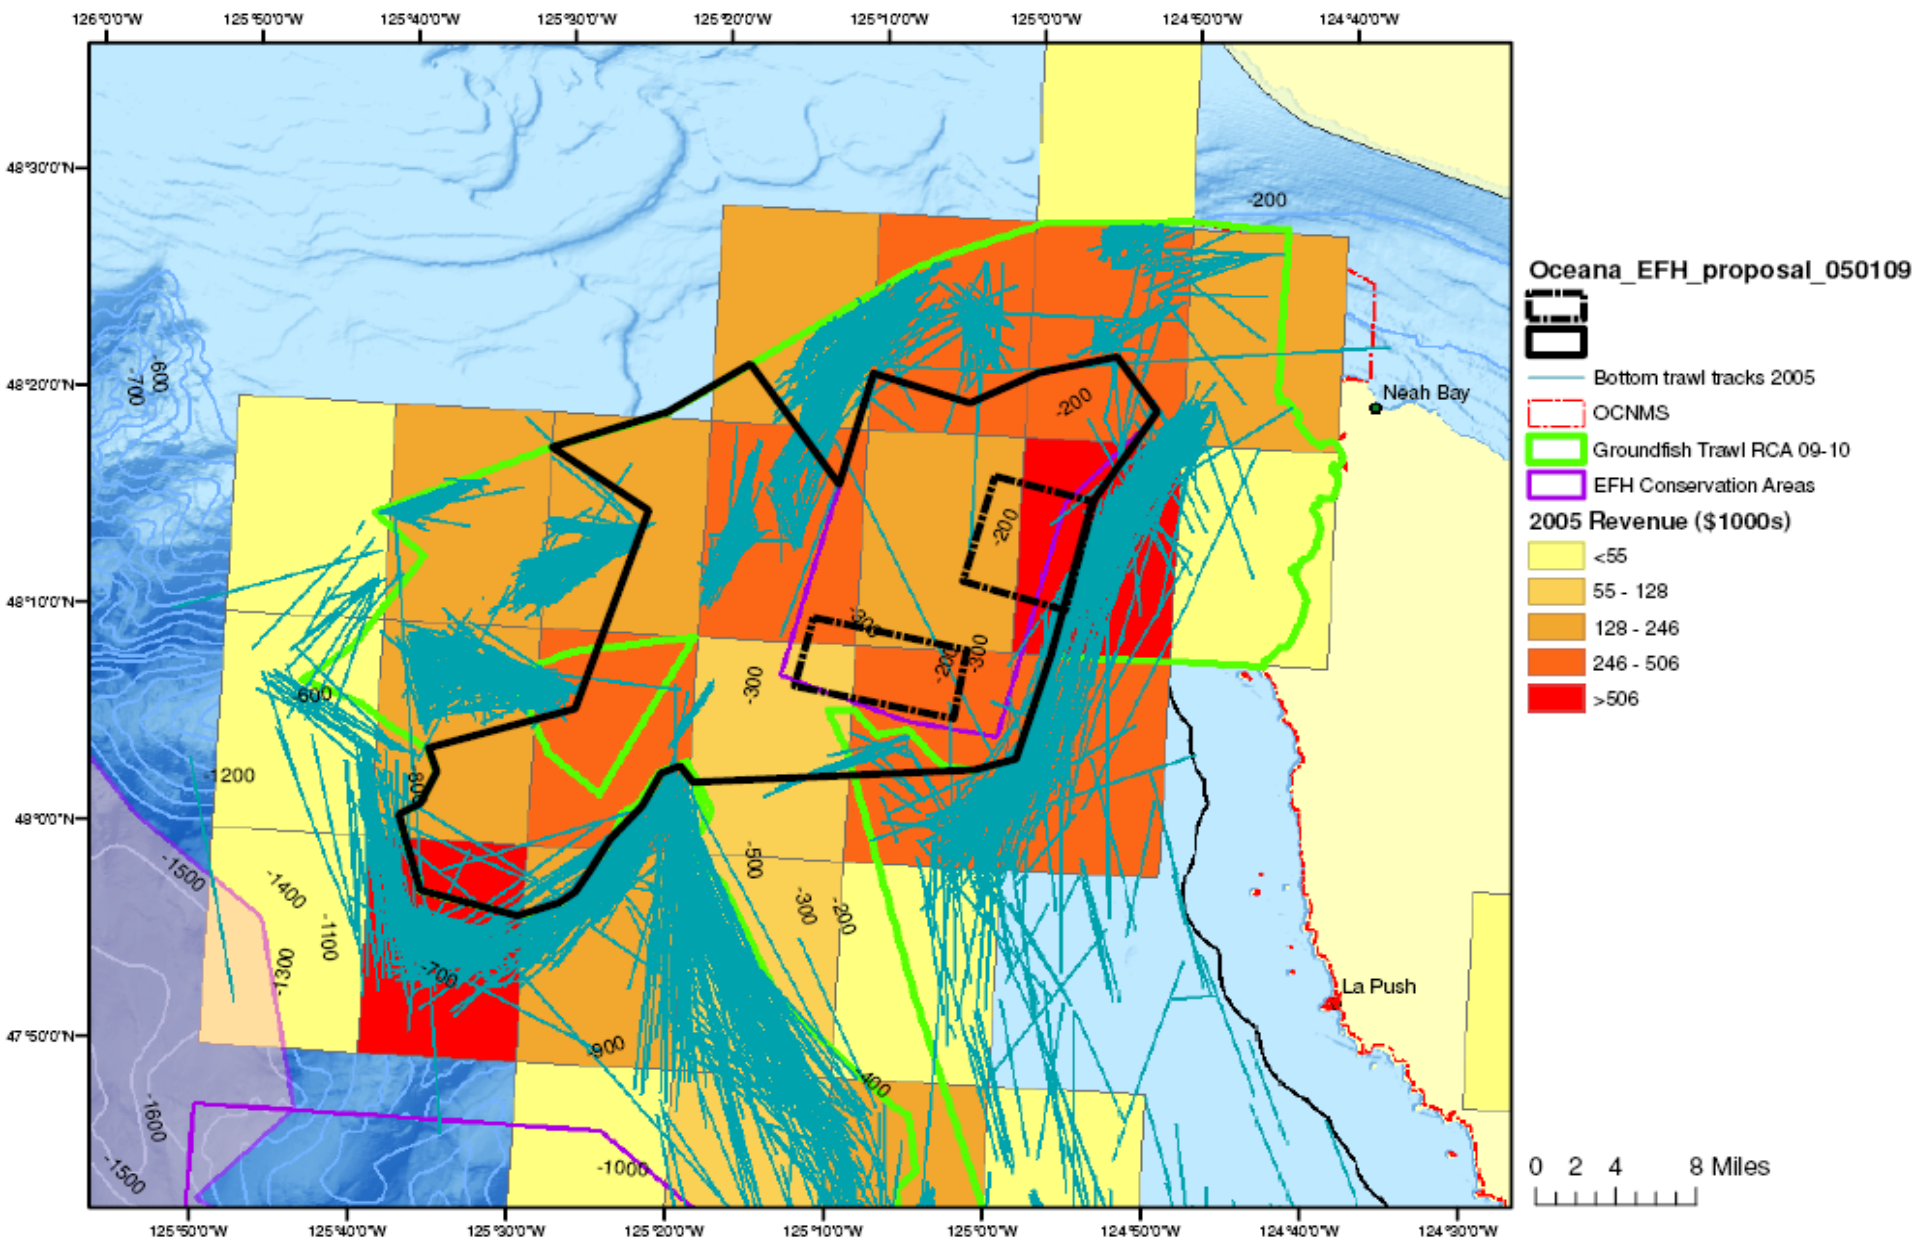 126°0'0"W 125°50'0"W 125°40'0"W 125°30'0"W 125°20'0"W 125°10'0"W 125°0'0"W 124°50'0"W 124°40'0"W
48°30'0"N
-200
48°20'0"N
-700
-600
-200
Neah Bay
-200
48°10'0"N
-200
-200
-300
-300
-600
-1200
-800
48°0'0"N
-1500
-1400
-1100
-1300
-500
-300
-200
-700
La Push
47°50'0"N
-900
-400
-1600
-1500
-1000
125°50'0"W 125°40'0"W 125°30'0"W 125°20'0"W 125°10'0"W 125°0'0"W 124°50'0"W 124°40'0"W 124°30'0"W
Oceana_EFH_proposal_050109
Bottom trawl tracks 2005
OCNMS
Groundfish Trawl RCA 09-10
EFH Conservation Areas
2005 Revenue ($1000s)
<55
55 - 128
128 - 246
246 - 506
>506
0 2 4 8 Miles